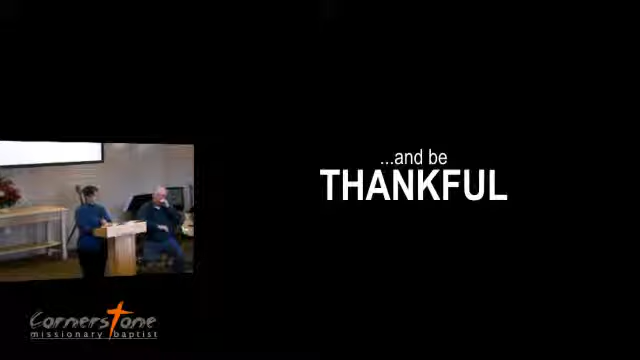 ...and be
THANKFUL
Cornerstone
missionary baptist